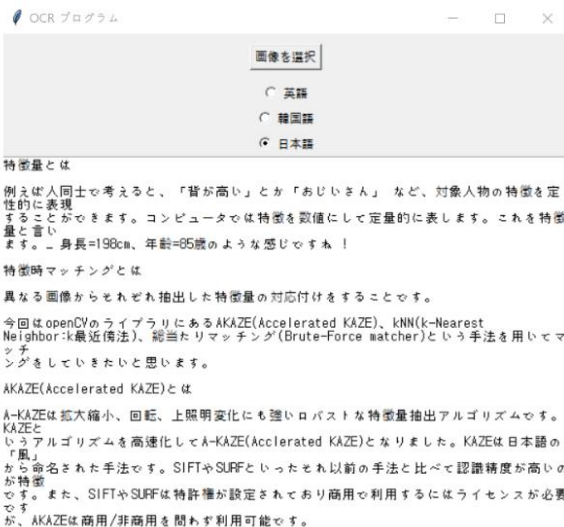 OCR プログラム
画像を選択
英語
韓国語
日本語
特徴量とは
例えば人同士で考えると、「背が高い」とか「おじいさん」 など、対象人物の特徴を定
性的に表現
することができます。コンピュータでは特徴を数値にして定量的に表します。これを特徴
量と言い
ます。_ 身長=198cm、年齢=85歳のような感じですね !
特徴時マッチングとは
異なる画像からそれぞれ抽出した特徴量の対応付けをすることです。
今回はopenCVのライブラリにあるAKAZE(Accelerated KAZE)、kNN(k-Nearest
Neighbor:k最近傍法)、総当たりマッチング(Brute-Force matcher)という手法を用いてマ
ッチ
ングをしていきたいと思います。
AKAZE(Accelerated KAZE)とは
A-KAZEは拡大縮小、回転、上照明変化にも強いロバストな特徴量抽出アルゴリズムです。
KAZEと
いうアルゴリズムを高速化してA-KAZE(Acclerated KAZE)となりました。KAZEは日本語の
「風」
から命名された手法です。SIFTやSURFといったそれ以前の手法と比べて認識精度が高いの
が特徴
です。また、SIFTやSURFは特許権が設定されており商用で利用するにはライセンスが必要
です
が、AKAZEは商用/非商用を問わず利用可能です。